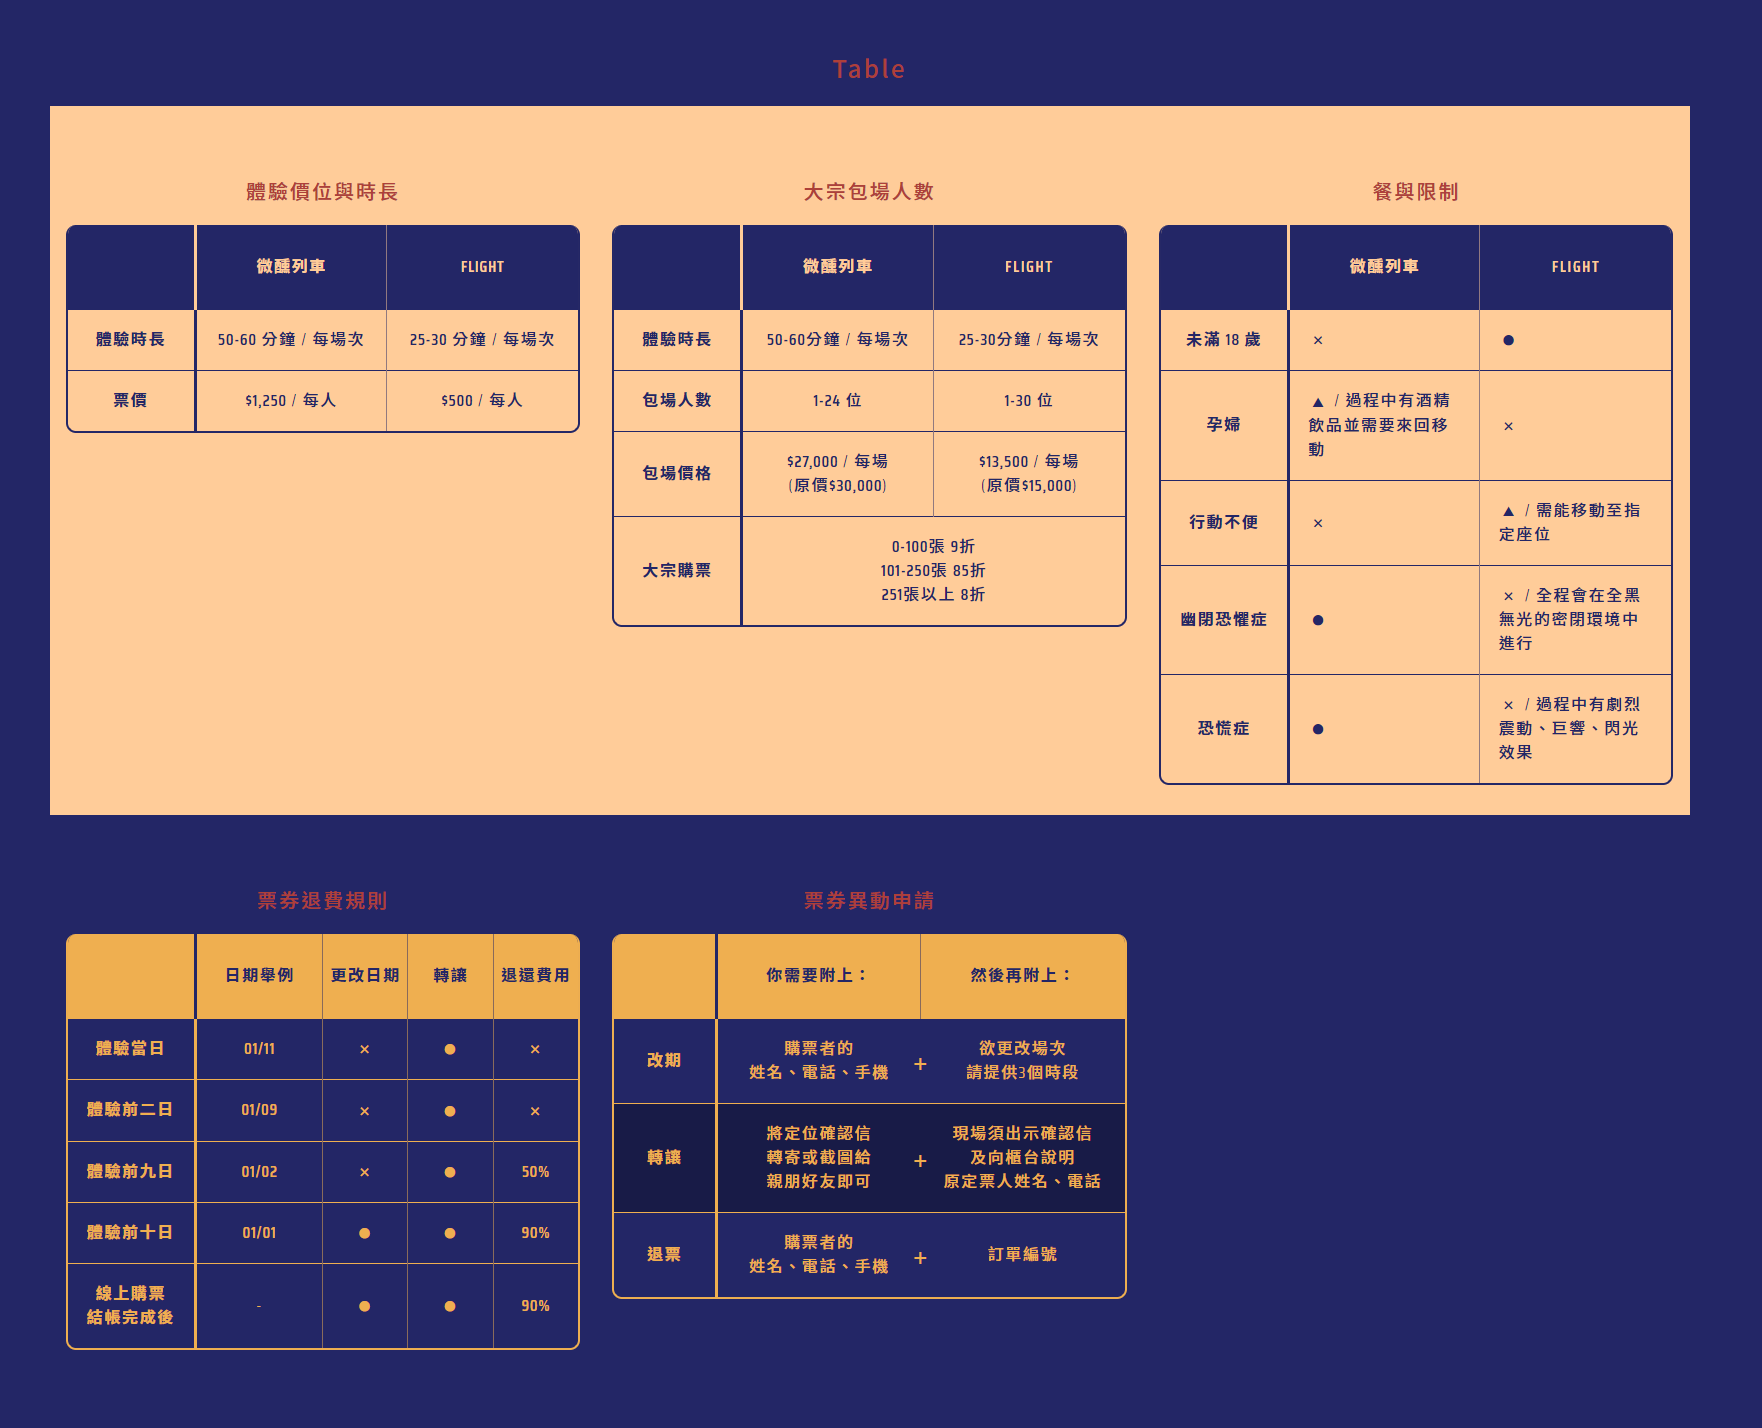 Table
體驗價位與時長
微醺列車 FLIGHT
體驗時長 50-60 分鐘 / 每場次 25-30 分鐘 / 每場次
票價 $1,250 / 每人 $500 / 每人
大宗包場人數
微醺列車 FLIGHT
體驗時長 50-60分鐘 / 每場次 25-30分鐘 / 每場次
包場人數 1-24 位 1-30 位
包場價格
$27,000 / 每場
(原價$30,000)
$13,500 / 每場
(原價$15,000)
大宗購票
0-100張 9折
101-250張 85折
251張以上 8折
餐與限制
微醺列車 FLIGHT
未滿 18 歲 × ●
孕婦
▲ / 過程中有酒精
飲品並需要來回移
動
×
行動不便 ×
▲ / 需能移動至指
定座位
幽閉恐懼症 ●
× / 全程會在全黑
無光的密閉環境中
進行
恐慌症 ●
× / 過程中有劇烈
震動、巨響、閃光
效果
票券退費規則
日期舉例 更改日期 轉讓 退還費用
體驗當日 01/11 × ● ×
體驗前二日 01/09 × ● ×
體驗前九日 01/02 × ● 50%
體驗前十日 01/01 ● ● 90%
線上購票
結帳完成後
- ● ● 90%
票券異動申請
你需要附上： 然後再附上：
改期
購票者的
姓名、電話、手機
+
欲更改場次
請提供3個時段
轉讓
將定位確認信
轉寄或截圖給
親朋好友即可
+
現場須出示確認信
及向櫃台說明
原定票人姓名、電話
退票
購票者的
姓名、電話、手機
+
訂單編號